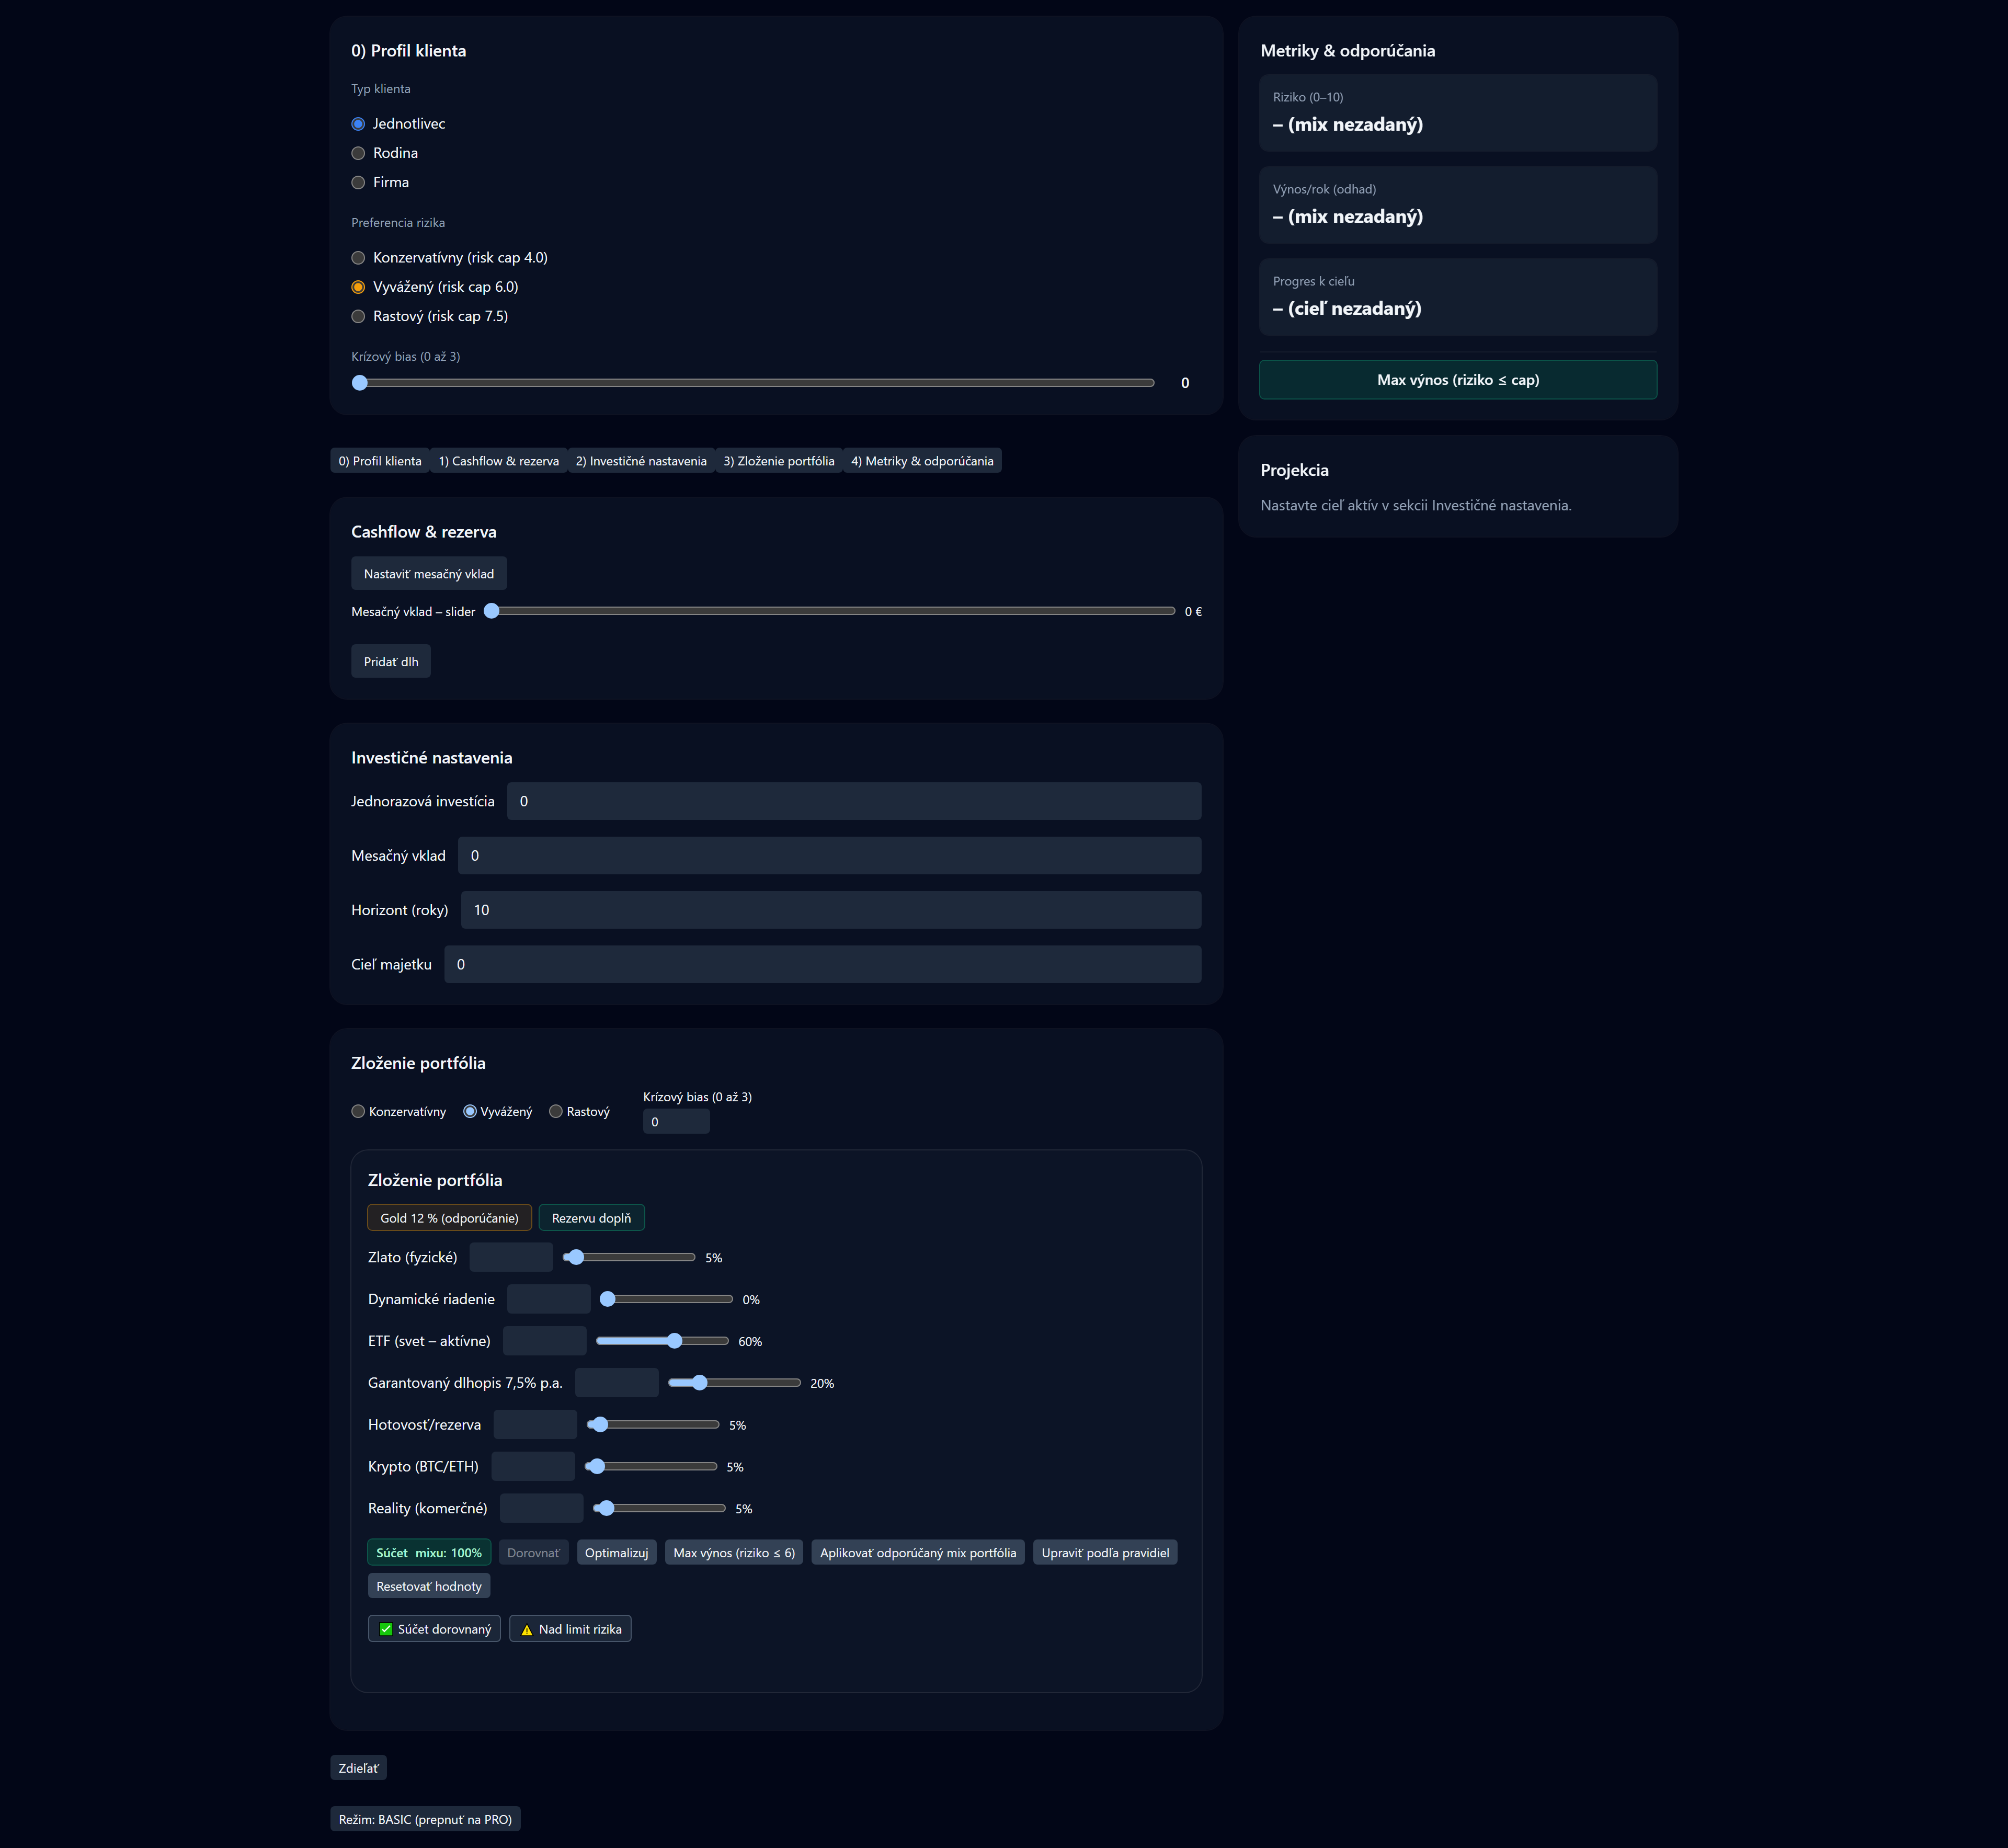 0) Profil klienta
Typ klienta
Jednotlivec
Rodina
Firma
Preferencia rizika
Konzervatívny (risk cap 4.0)
Vyvážený (risk cap 6.0)
Rastový (risk cap 7.5)
Krízový bias (0 až 3)
0
0) Profil klienta 1) Cashflow & rezerva 2) Investičné nastavenia 3) Zloženie portfólia 4) Metriky & odporúčania
Cashflow & rezerva
Nastaviť mesačný vklad
Mesačný vklad – slider 0 €
Pridať dlh
Investičné nastavenia
Jednorazová investícia 0
Mesačný vklad 0
Horizont (roky) 10
Cieľ majetku 0
Zloženie portfólia
Krízový bias (0 až 3)
Konzervatívny Vyvážený Rastový
0
Zloženie portfólia
Gold 12 % (odporúčanie) Rezervu doplň
Zlato (fyzické) 5%
Dynamické riadenie 0%
ETF (svet – aktívne) 60%
Garantovaný dlhopis 7,5% p.a. 20%
Hotovosť/rezerva 5%
Krypto (BTC/ETH) 5%
Reality (komerčné) 5%
Súčet mixu: 100% Dorovnať Optimalizuj Max výnos (riziko ≤ 6) Aplikovať odporúčaný mix portfólia Upraviť podľa pravidiel
Resetovať hodnoty
✅ Súčet dorovnaný ⚠️ Nad limit rizika
Zdieľať
Režim: BASIC (prepnuť na PRO)
Metriky & odporúčania
Riziko (0–10)
– (mix nezadaný)
Výnos/rok (odhad)
– (mix nezadaný)
Progres k cieľu
– (cieľ nezadaný)
Max výnos (riziko ≤ cap)
Projekcia
Nastavte cieľ aktív v sekcii Investičné nastavenia.